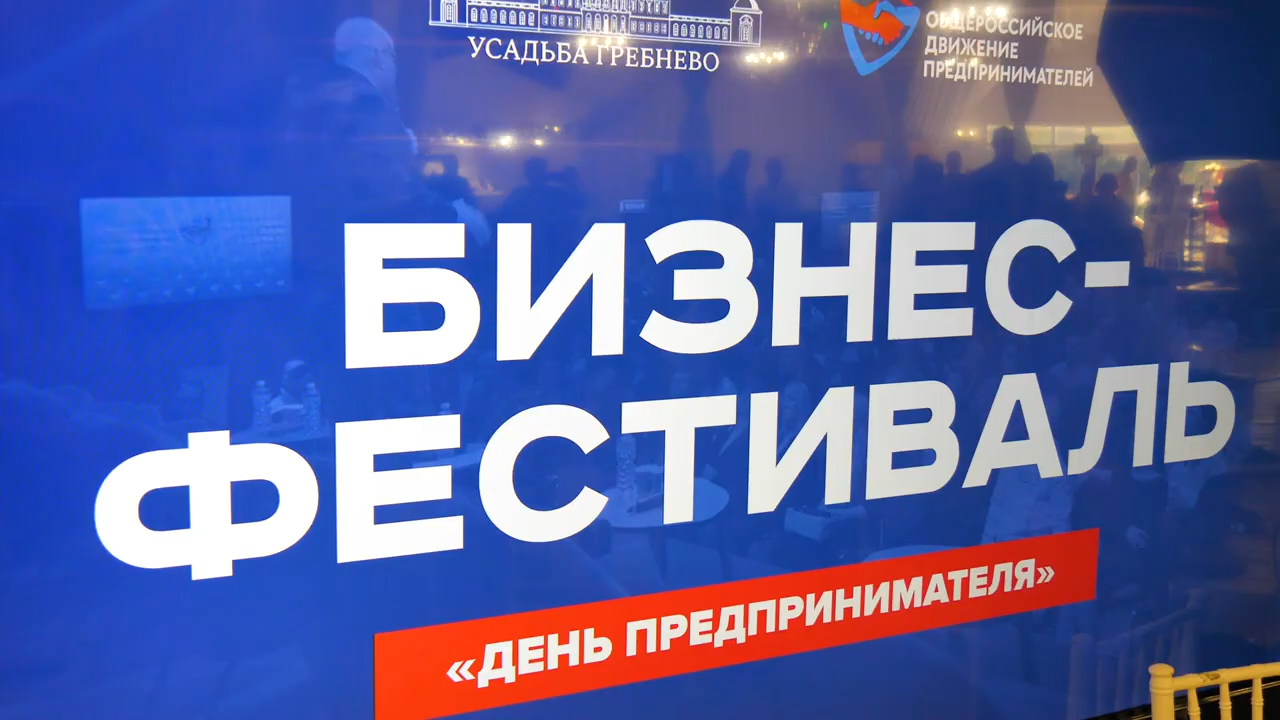 УСАДЬБА ГРЕБНЕВО
ОБЩЕРОССИЙСКОЕ
ДВИЖЕНИЕ
ПРЕДПРИНИМАТЕЛЕЙ
БИЗНЕС-
ФЕСТИВАЛЬ
«ДЕНЬ ПРЕДПРИНИМАТЕЛЯ»